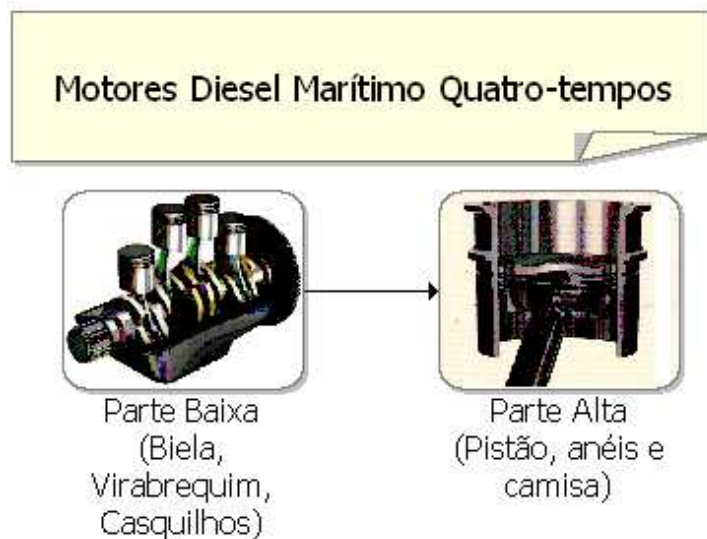 Motores Diesel Marítimo Quatro-tempos
Parte Baixa
(Biela,
Virabrequim,
Casquilhos)
Parte Alta
(Pistão, anéis e
camisa)